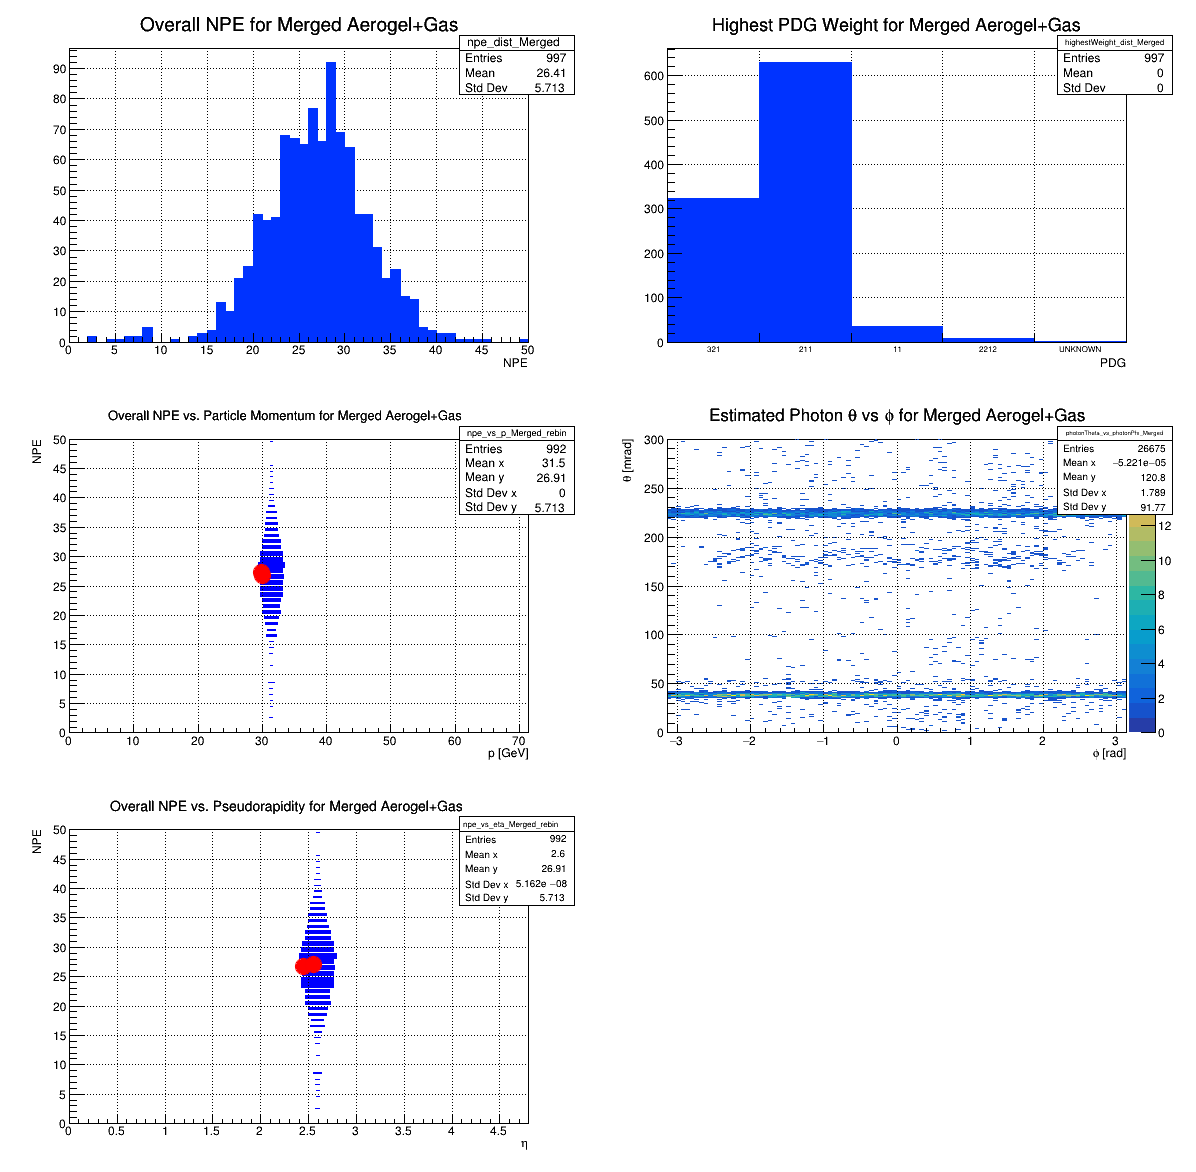 Overall NPE for Merged Aerogel+Gas
npe_dist_Merged
Entries 997
Mean 26.41
Std Dev 5.713
90
80
70
60
50
40
30
20
10
0
0 5 10 15 20 25 30 35 40 45 50
NPE
Highest PDG Weight for Merged Aerogel+Gas
highestWeight_dist_Merged
Entries 997
Mean 0
Std Dev 0
600
500
400
300
200
100
0
321 211 11 2212 UNKNOWN
PDG
Overall NPE vs. Particle Momentum for Merged Aerogel+Gas
npe_vs_p_Merged_rebin
Entries 992
Mean x 31.5
Mean y 26.91
Std Dev x 0
Std Dev y 5.713
NPE
50
45
40
35
30
25
20
15
10
5
0
0 10 20 30 40 50 60 70
p [GeV]
Estimated Photon θ vs ϕ for Merged Aerogel+Gas
photonTheta_vs_photonPhi_Merged
Entries 26675
Mean x −5.221e−05
Mean y 120.8
Std Dev x 1.789
Std Dev y 91.77
θ [mrad]
300
250
200
150
100
50
0
−3 −2 −1 0 1 2 3
ϕ [rad]
12
10
8
6
4
2
0
Overall NPE vs. Pseudorapidity for Merged Aerogel+Gas
npe_vs_eta_Merged_rebin
Entries 992
Mean x 2.6
Mean y 26.91
Std Dev x 5.162e −08
Std Dev y 5.713
NPE
50
45
40
35
30
25
20
15
10
5
0
0 0.5 1 1.5 2 2.5 3 3.5 4 4.5
η